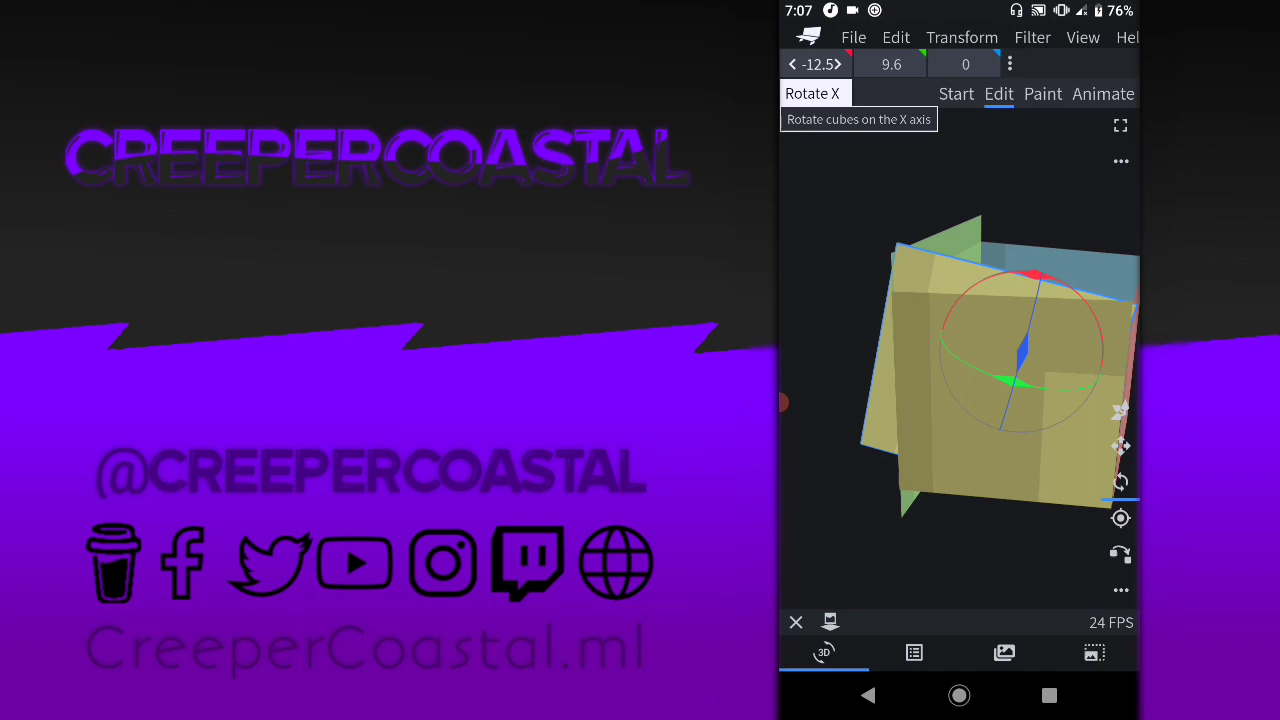 CREEPERCOASTAL
@CREEPERCOASTAL
CreeperCoastal.ml
7:07 76%
File Edit Transform Filter View Hel
-12.5 9.6 0
Rotate X Start Edit Paint Animate
Rotate cubes on the X axis
24 FPS
3D